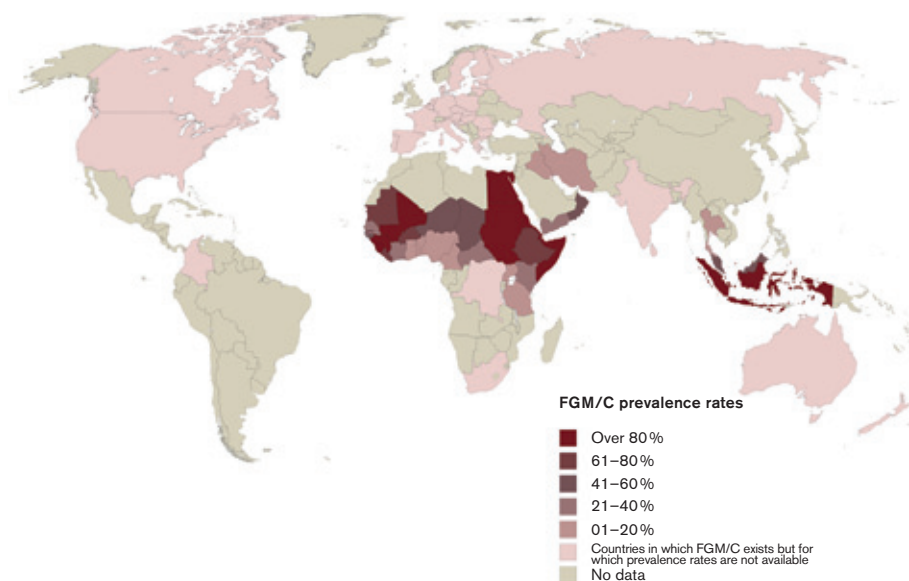 FGM/C prevalence rates
Over 80 %
61–80 %
41–60 %
21–40 %
01–20 %
Countries in which FGM/C exists but for
which prevalence rates are not available
No data